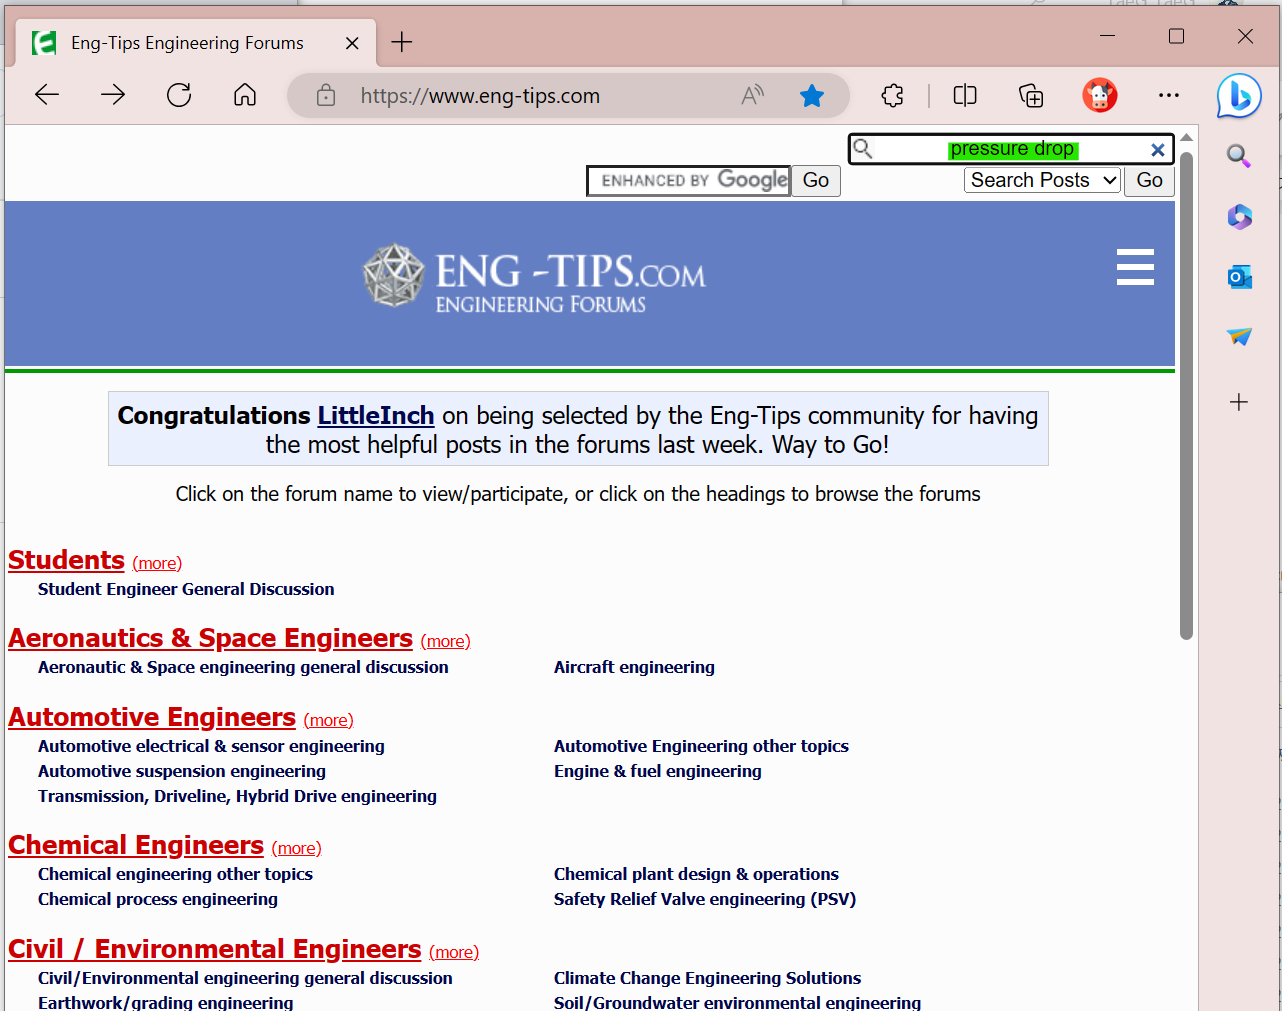 Eng-Tips Engineering Forums
https://www.eng-tips.com
pressure drop
ENHANCED BY Google Go
Search Posts Go
ENG -TIPS.COM
ENGINEERING FORUMS
Congratulations LittleInch on being selected by the Eng-Tips community for having
the most helpful posts in the forums last week. Way to Go!
Click on the forum name to view/participate, or click on the headings to browse the forums
Students (more)
Student Engineer General Discussion
Aeronautics & Space Engineers (more)
Aeronautic & Space engineering general discussion
Aircraft engineering
Automotive Engineers (more)
Automotive electrical & sensor engineering
Automotive Engineering other topics
Automotive suspension engineering
Engine & fuel engineering
Transmission, Driveline, Hybrid Drive engineering
Chemical Engineers (more)
Chemical engineering other topics
Chemical plant design & operations
Chemical process engineering
Safety Relief Valve engineering (PSV)
Civil / Environmental Engineers (more)
Civil/Environmental engineering general discussion
Climate Change Engineering Solutions
Earthwork/grading engineering
Soil/Groundwater environmental engineering